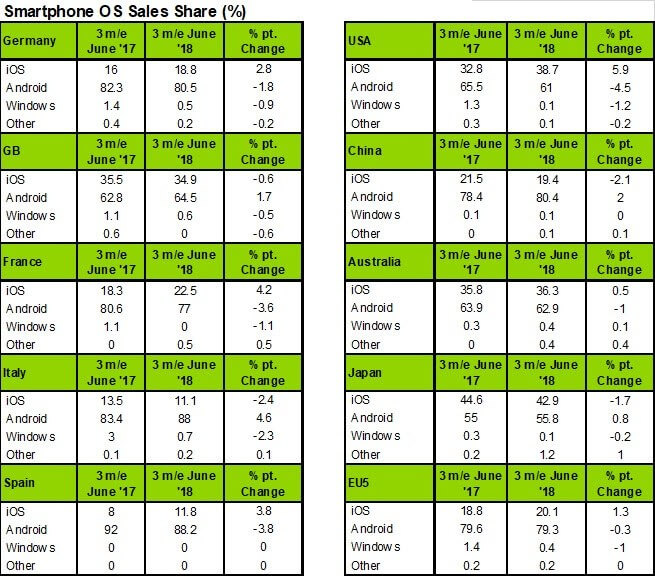 Smartphone OS Sales Share (%)
Germany 3 m/e June '17 3 m/e June '18 % pt. Change
iOS 16 18.8 2.8
Android 82.3 80.5 -1.8
Windows 1.4 0.5 -0.9
Other 0.4 0.2 -0.2
GB 3 m/e June '17 3 m/e June '18 % pt. Change
iOS 35.5 34.9 -0.6
Android 62.8 64.5 1.7
Windows 1.1 0.6 -0.5
Other 0.6 0 -0.6
France 3 m/e June '17 3 m/e June '18 % pt. Change
iOS 18.3 22.5 4.2
Android 80.6 77 -3.6
Windows 1.1 0 -1.1
Other 0 0.5 0.5
Italy 3 m/e June '17 3 m/e June '18 % pt. Change
iOS 13.5 11.1 -2.4
Android 83.4 88 4.6
Windows 3 0.7 -2.3
Other 0.1 0.2 0.1
Spain 3 m/e June '17 3 m/e June '18 % pt. Change
iOS 8 11.8 3.8
Android 92 88.2 -3.8
Windows 0 0 0
Other 0 0 0
USA 3 m/e June '17 3 m/e June '18 % pt. Change
iOS 32.8 38.7 5.9
Android 65.5 61 -4.5
Windows 1.3 0.1 -1.2
Other 0.3 0.1 -0.2
China 3 m/e June '17 3 m/e June '18 % pt. Change
iOS 21.5 19.4 -2.1
Android 78.4 80.4 2
Windows 0.1 0.1 0
Other 0 0.1 0.1
Australia 3 m/e June '17 3 m/e June '18 % pt. Change
iOS 35.8 36.3 0.5
Android 63.9 62.9 -1
Windows 0.3 0.4 0.1
Other 0 0.4 0.4
Japan 3 m/e June '17 3 m/e June '18 % pt. Change
iOS 44.6 42.9 -1.7
Android 55 55.8 0.8
Windows 0.3 0.1 -0.2
Other 0.2 1.2 1
EU5 3 m/e June '17 3 m/e June '18 % pt. Change
iOS 18.8 20.1 1.3
Android 79.6 79.3 -0.3
Windows 1.4 0.4 -1
Other 0.2 0.2 0